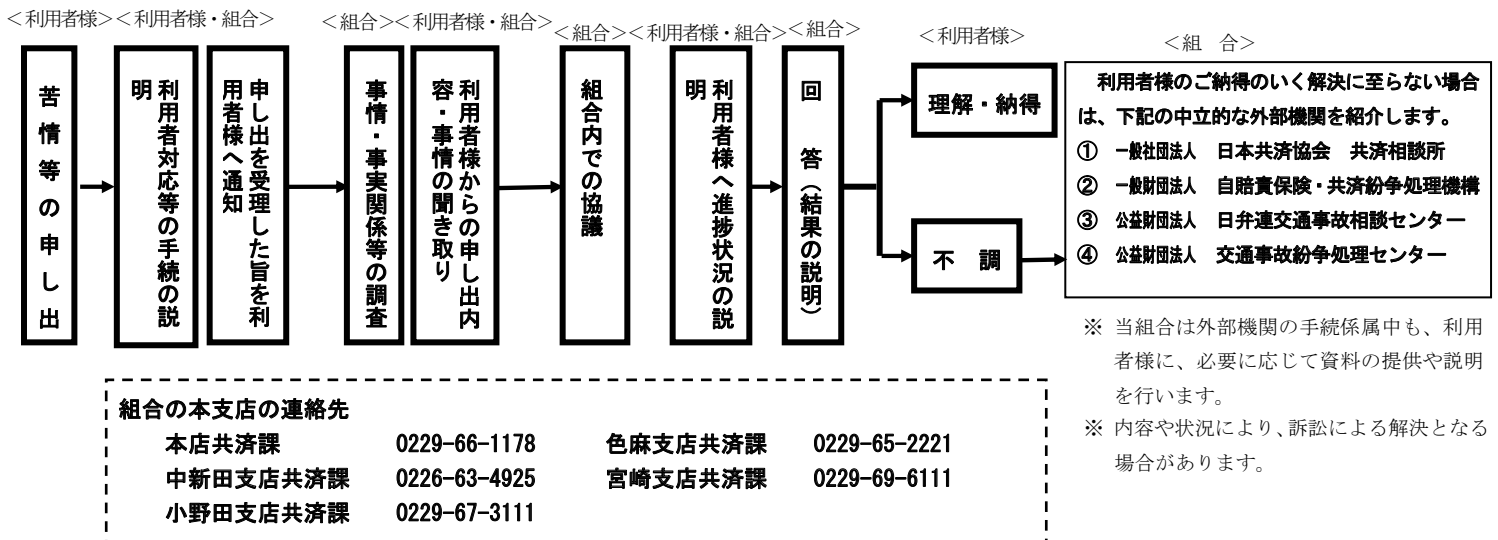 ＜利用者様＞＜利用者様・組合＞
＜組合＞＜利用者様・組合＞
＜組合＞＜利用者様・組合＞＜組合＞
＜利用者様＞
＜組　合＞
苦情等の申し出
利用者対応等の手続の説
明
申し出を受理した旨を利
用者様へ通知
事情・事実関係等の調査
利用者様からの申し出内
容・事情の聞き取り
組合内での協議
利用者様へ進捗状況の説
明
回　答（結果の説明）
理解・納得
不　調
利用者様のご納得のいく解決に至らない場合
は、下記の中立的な外部機関を紹介します。
①　一般社団法人　日本共済協会　共済相談所
②　一般財団法人　自賠責保険・共済紛争処理機構
③　公益財団法人　日弁連交通事故相談センター
④　公益財団法人　交通事故紛争処理センター
※ 当組合は外部機関の手続係属中も、利用
者様に、必要に応じて資料の提供や説明
を行います。
※ 内容や状況により、訴訟による解決となる
場合があります。
組合の本支店の連絡先
本店共済課　0229-66-1178　色麻支店共済課　0229-65-2221
中新田支店共済課　0226-63-4925　宮崎支店共済課　0229-69-6111
小野田支店共済課　0229-67-3111